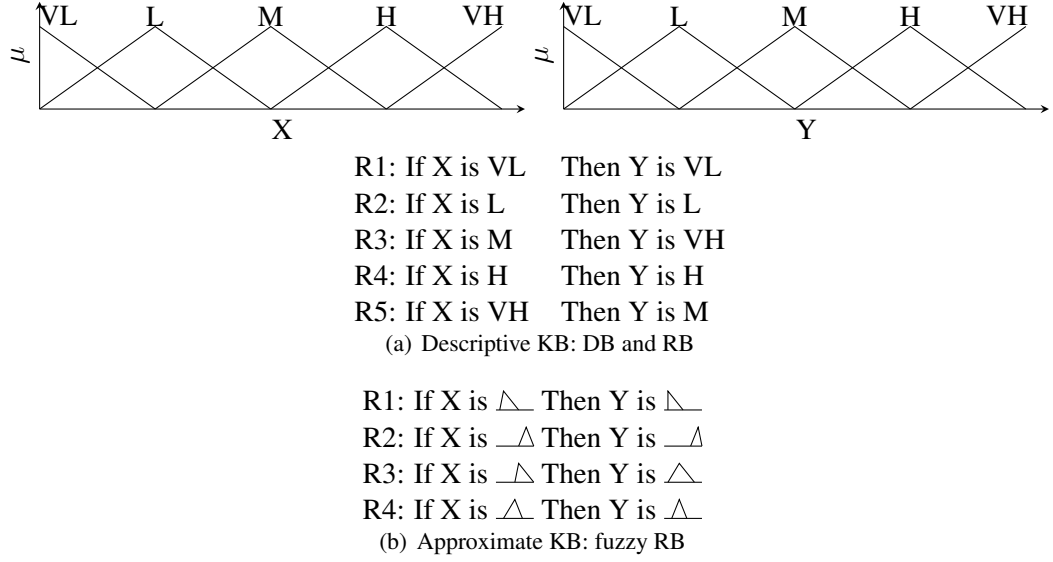 VL L M H VH
μ
X
VL L M H VH
μ
Y
R1: If X is VL Then Y is VL
R2: If X is L Then Y is L
R3: If X is M Then Y is VH
R4: If X is H Then Y is H
R5: If X is VH Then Y is M
(a) Descriptive KB: DB and RB
R1: If X is Then Y is
R2: If X is Then Y is
R3: If X is Then Y is
R4: If X is Then Y is
(b) Approximate KB: fuzzy RB